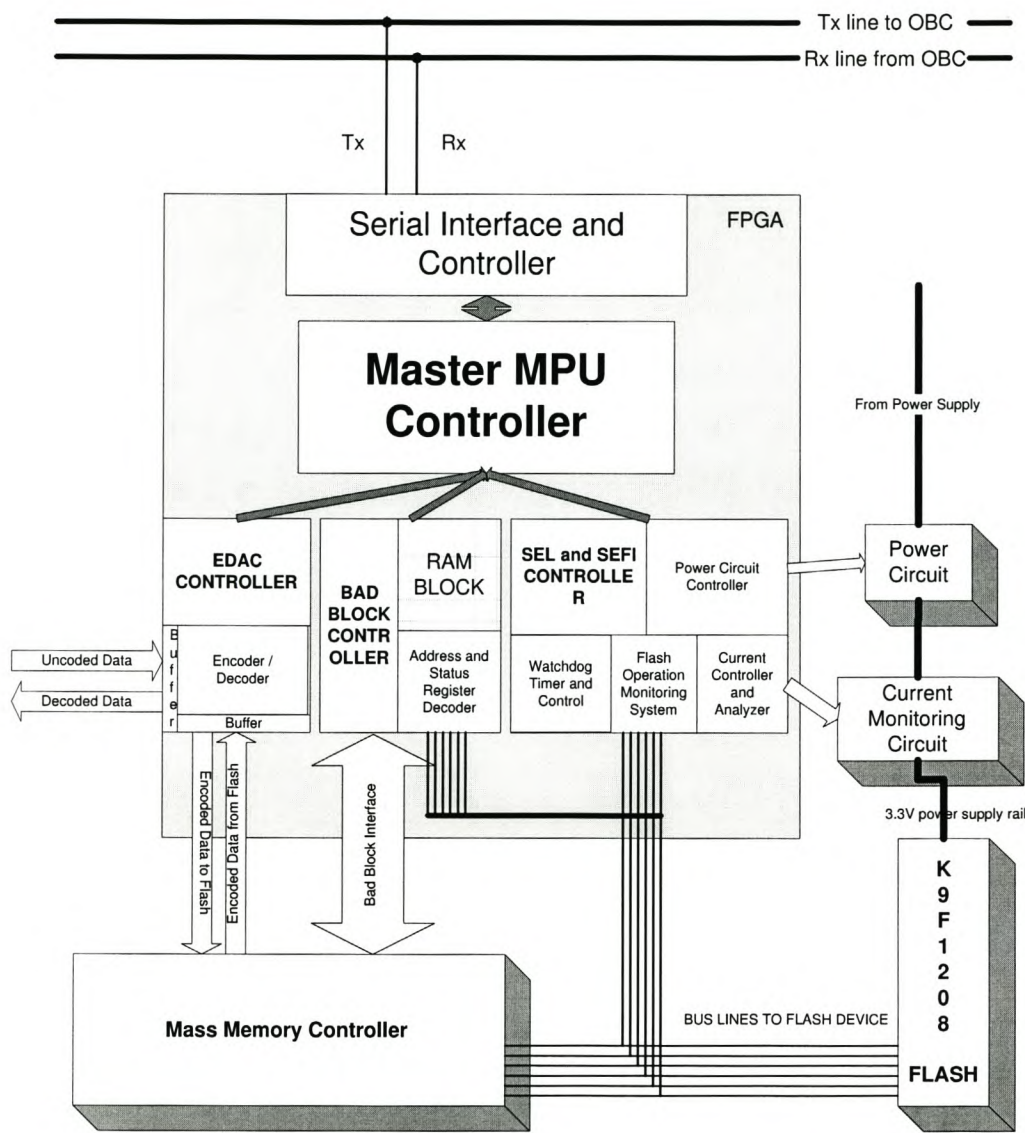 Tx line to OBC
Rx line from OBC
Tx
Rx
FPGA
Serial Interface and
Controller
Master MPU
Controller
From Power Supply
EDAC
CONTROLLER
BAD
BLOCK
CONTR
OLLER
RAM
BLOCK
SEL and SEFI
CONTROLLE
R
Power Circuit
Controller
Power
Circuit
Uncoded Data
Decoded Data
Buffer
Encoder /
Decoder
Buffer
Address and
Status
Register
Decoder
Watchdog
Timer and
Control
Flash
Operation
Monitoring
System
Current
Controller
and
Analyzer
Current
Monitoring
Circuit
3.3V power supply rail
Encoded Data to Flash
Encoded Data from Flash
Bad Block Interface
K
9
F
1
2
0
8
FLASH
Mass Memory Controller
BUS LINES TO FLASH DEVICE